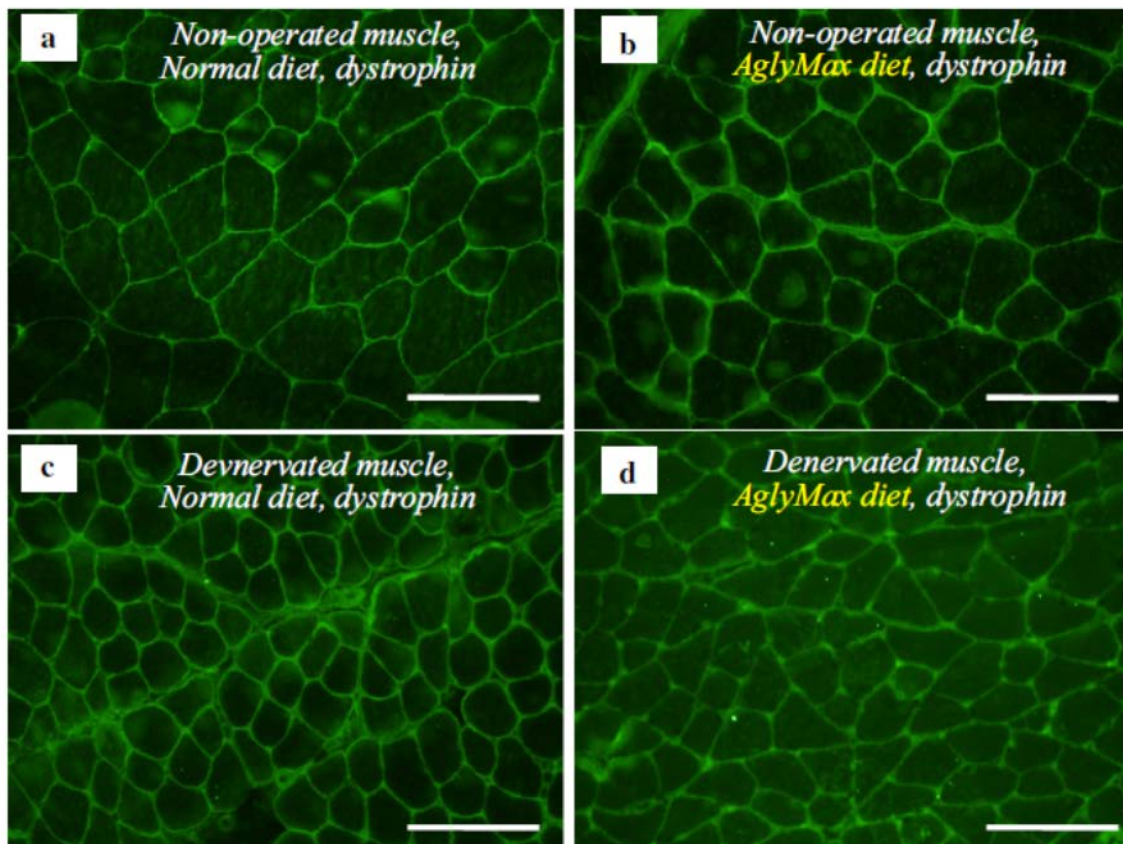 a
Non-operated muscle,
Normal diet, dystrophin
b
Non-operated muscle,
AglyMax diet, dystrophin
c
Devnervated muscle,
Normal diet, dystrophin
d
Denervated muscle,
AglyMax diet, dystrophin